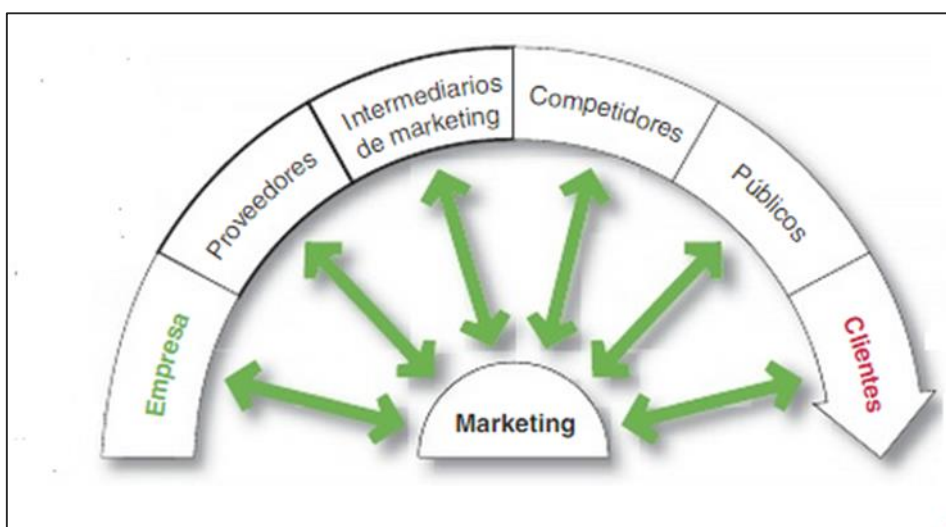 Empresa
Proveedores
Intermediarios
de marketing
Competidores
Públicos
Clientes
Marketing